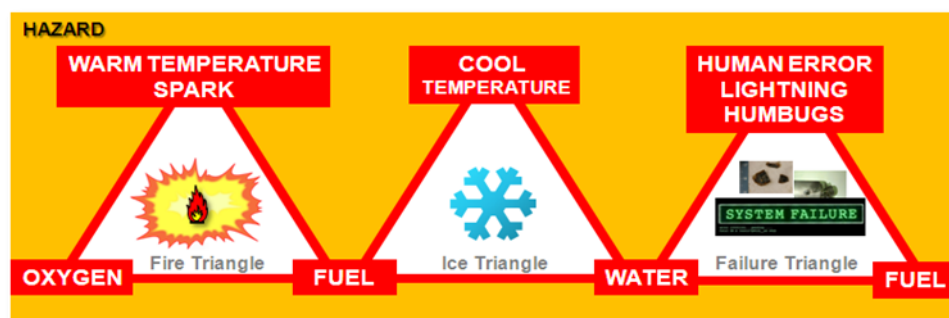 HAZARD
WARM TEMPERATURE
SPARK
COOL
TEMPERATURE
HUMAN ERROR
LIGHTNING
HUMBUGS
SYSTEM FAILURE
Fire Triangle
Ice Triangle
Failure Triangle
OXYGEN
FUEL
WATER
FUEL